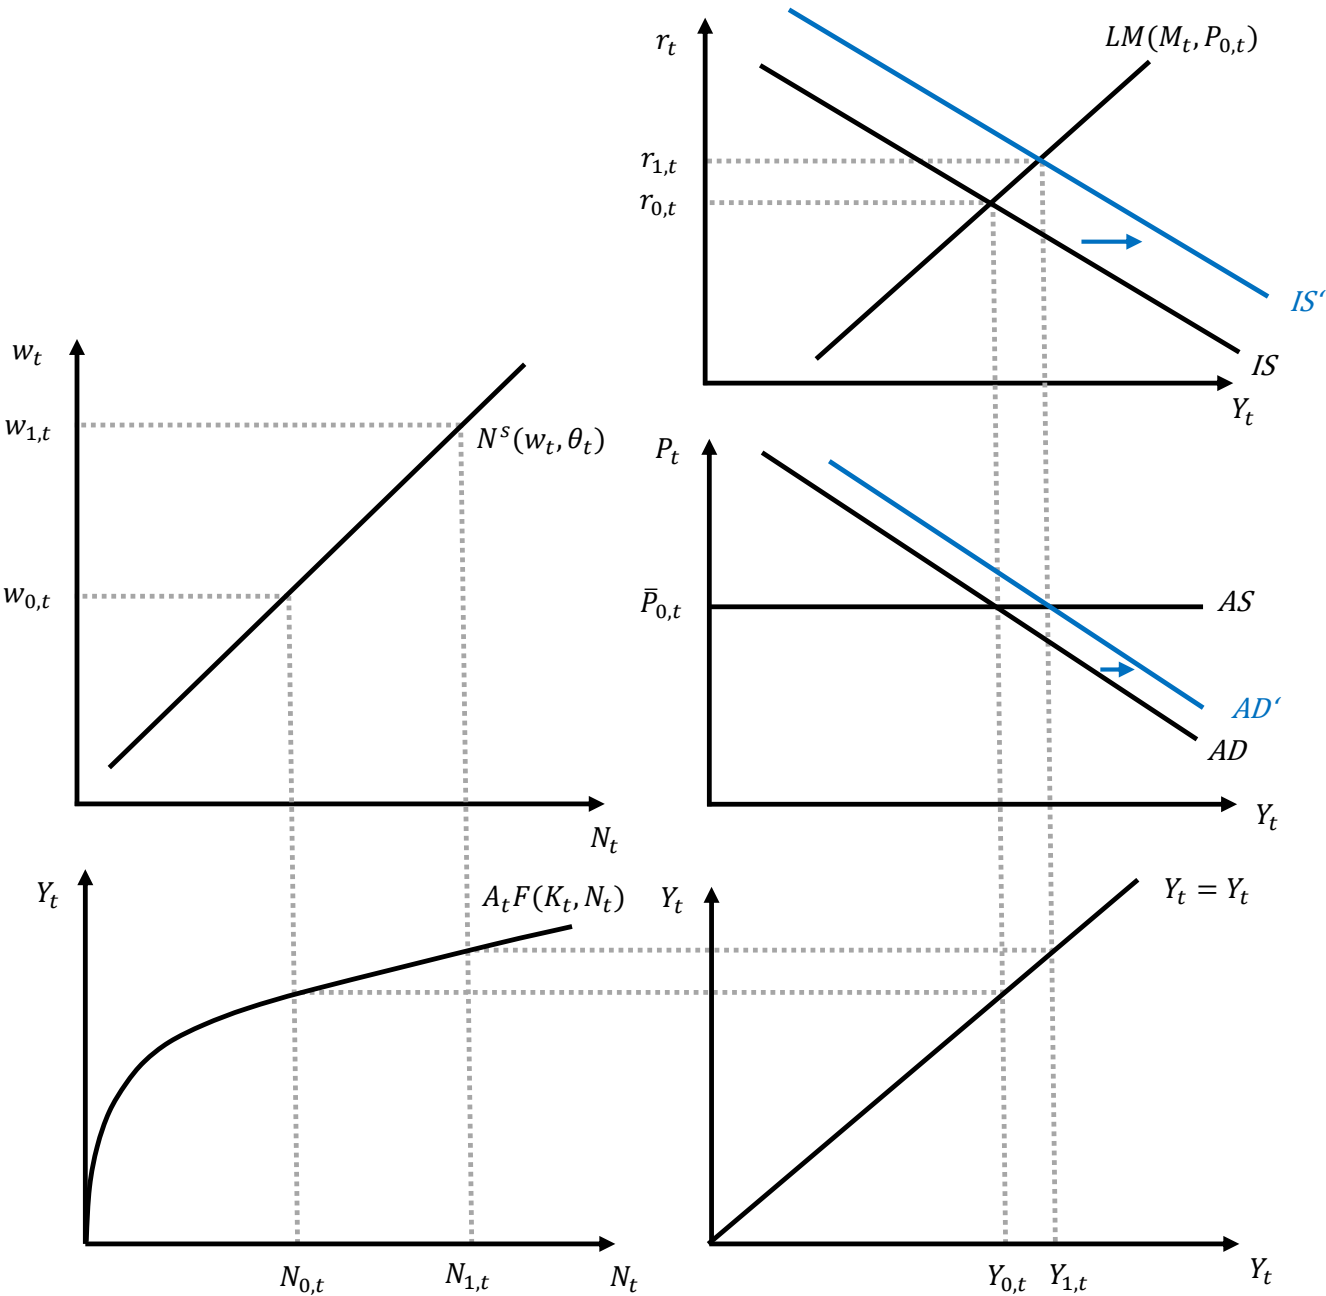 r_t
LM(M_t, P_{0,t})
r_{1,t}
r_{0,t}
IS‘
IS
Y_t
w_t
w_{1,t}
N^s(w_t, θ_t)
w_{0,t}
N_t
P_t
P̅_{0,t}
AS
AD‘
AD
Y_t
Y_t
A_tF(K_t, N_t)
N_{0,t}
N_{1,t}
N_t
Y_t
Y_t = Y_t
Y_{0,t}
Y_{1,t}
Y_t